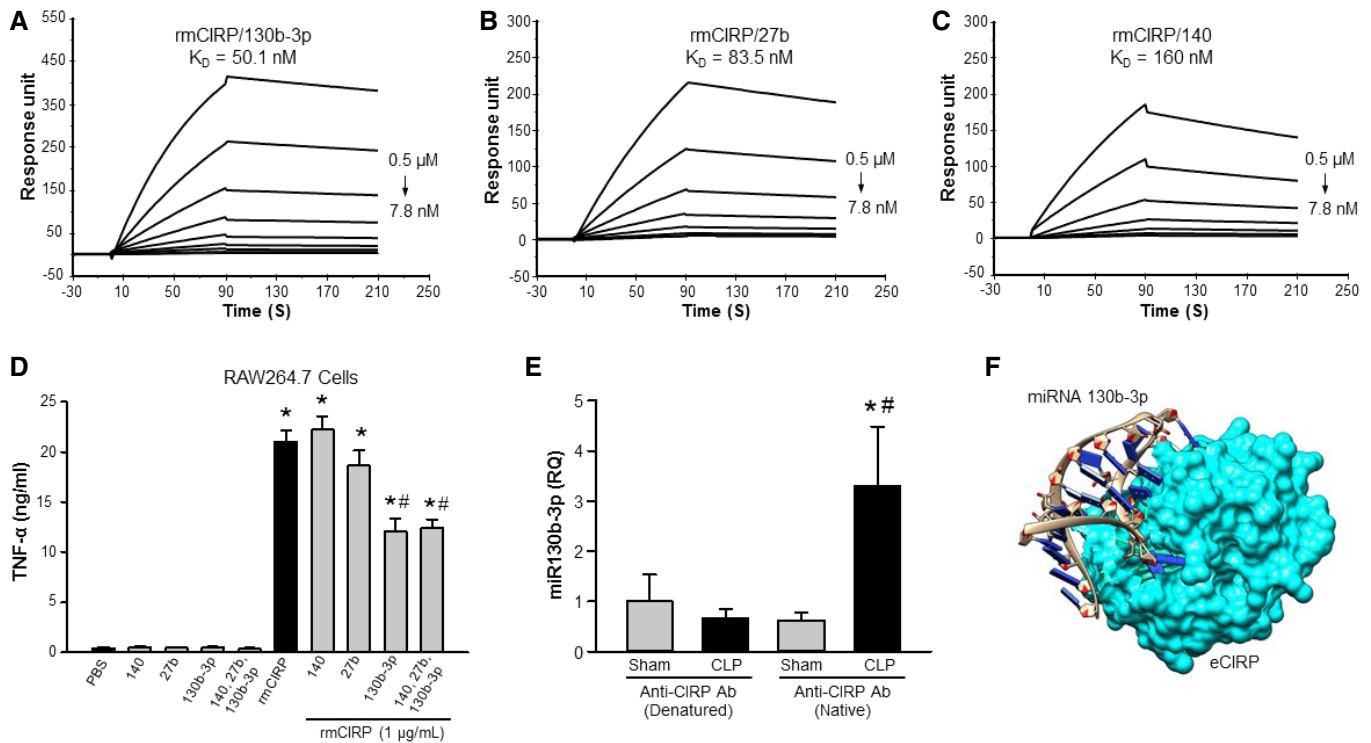 A
rmCIRP/130b-3p
K_D = 50.1 nM
Response unit
550
450
350
250
150
50
-50
0.5 µM
7.8 nM
-30 10 50 90 130 170 210 250
Time (S)
B
rmCIRP/27b
K_D = 83.5 nM
Response unit
300
250
200
150
100
50
0
-50
0.5 µM
7.8 nM
-30 10 50 90 130 170 210 250
Time (S)
C
rmCIRP/140
K_D = 160 nM
Response unit
300
250
200
150
100
50
0
-50
0.5 µM
7.8 nM
-30 10 50 90 130 170 210 250
Time (S)
D
RAW264.7 Cells
TNF-α (ng/ml)
25
20
15
10
5
0
* * * *# *#
PBS
140
27b
130b-3p
140, 27b,
130b-3p
rmCIRP
140
27b
130b-3p
140, 27b,
130b-3p
rmCIRP (1 µg/mL)
E
miR130b-3p (RQ)
5
4
3
2
1
0
*#
Sham CLP Sham CLP
Anti-CIRP Ab
(Denatured)
Anti-CIRP Ab
(Native)
F
miRNA 130b-3p
eCIRP